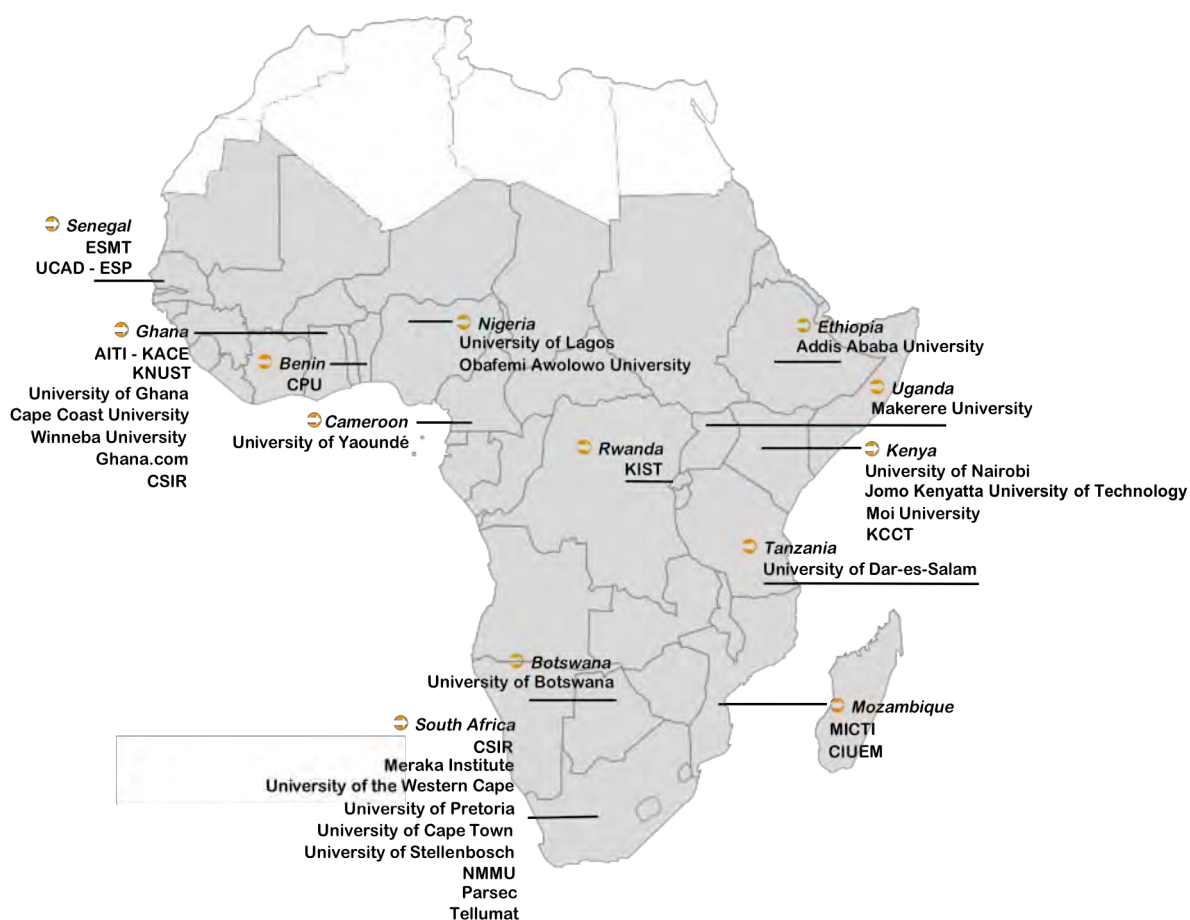 Senegal
ESMT
UCAD - ESP
Ghana
AITI - KACE
KNUST
University of Ghana
Cape Coast University
Winneba University
Ghana.com
CSIR
Benin
CPU
Nigeria
University of Lagos
Obafemi Awolowo University
Cameroon
University of Yaoundé
Ethiopia
Addis Ababa University
Uganda
Makerere University
Rwanda
KIST
Kenya
University of Nairobi
Jomo Kenyatta University of Technology
Moi University
KCCT
Tanzania
University of Dar-es-Salam
Botswana
University of Botswana
Mozambique
MICTI
CIUEM
South Africa
CSIR
Meraka Institute
University of the Western Cape
University of Pretoria
University of Cape Town
University of Stellenbosch
NMMU
Parsec
Tellumat